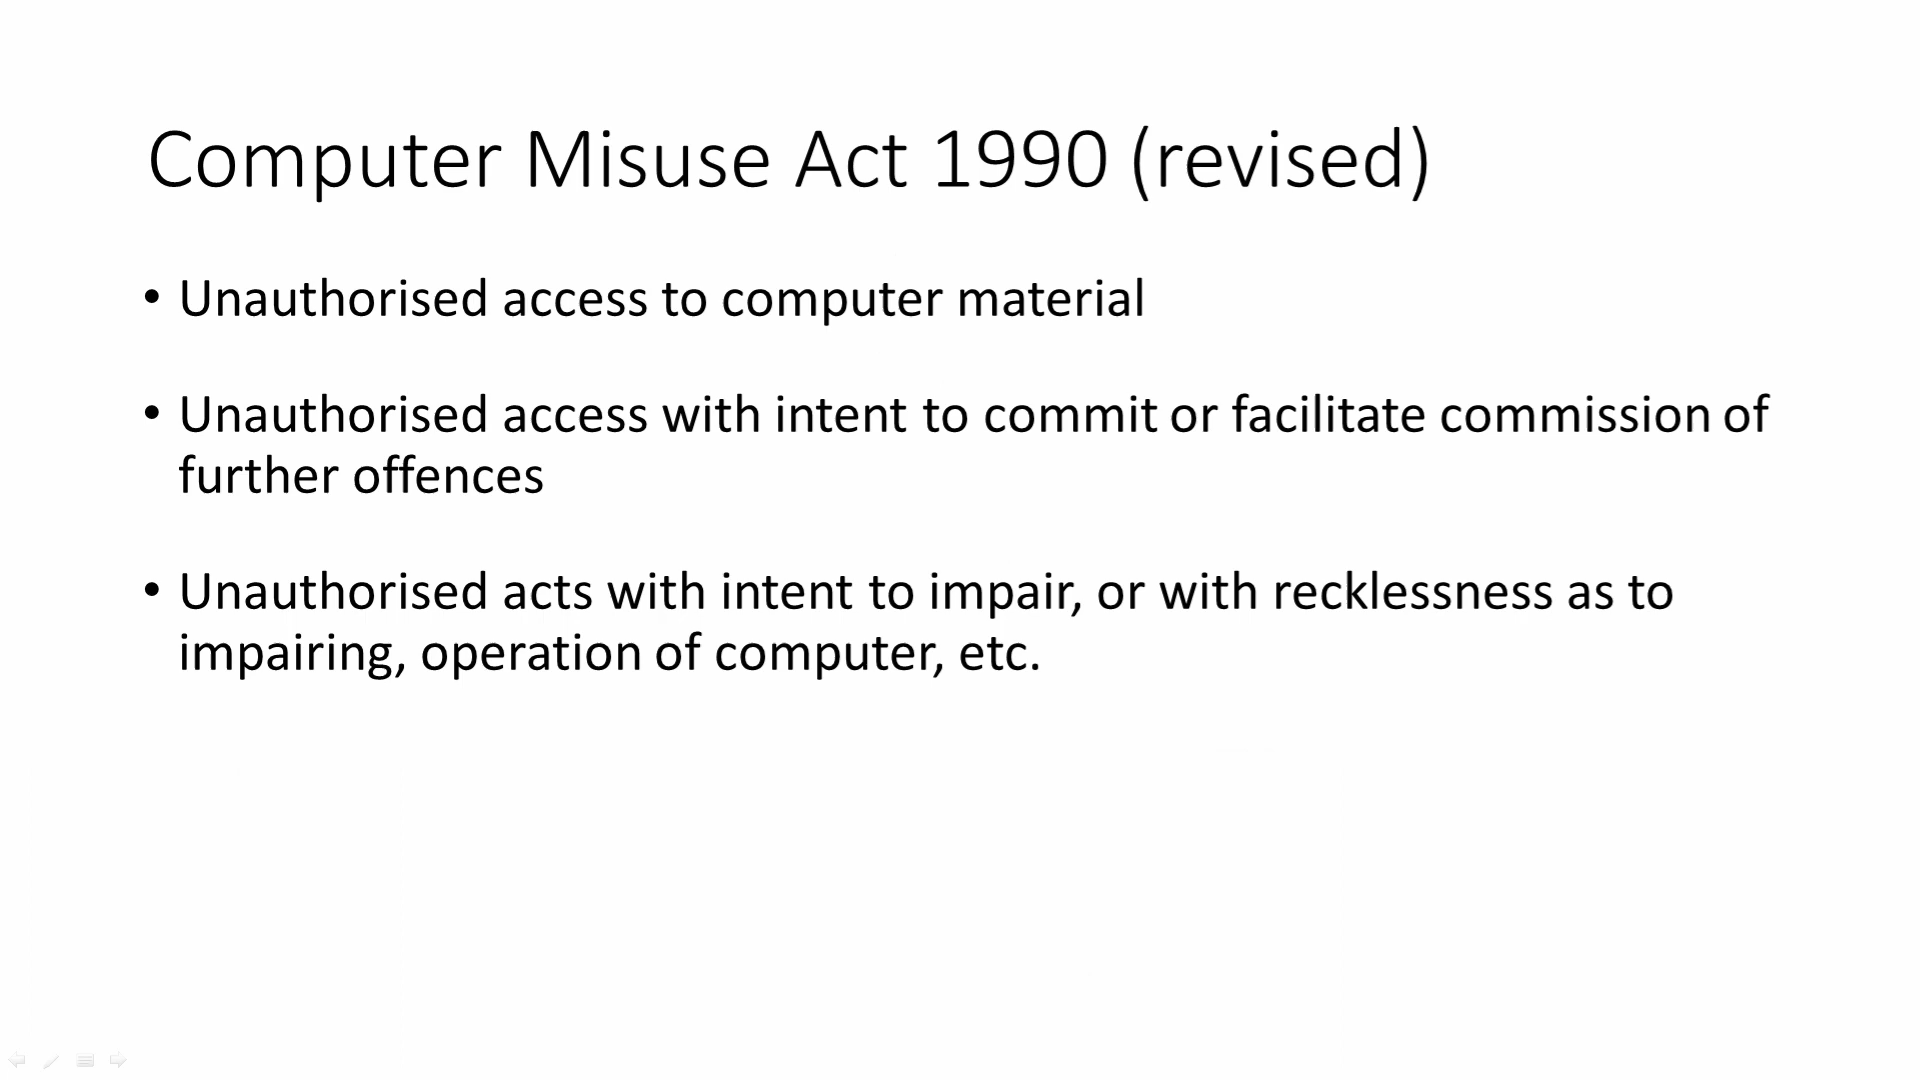 Computer Misuse Act 1990 (revised)
• Unauthorised access to computer material
• Unauthorised access with intent to commit or facilitate commission of
further offences
• Unauthorised acts with intent to impair, or with recklessness as to
impairing, operation of computer, etc.